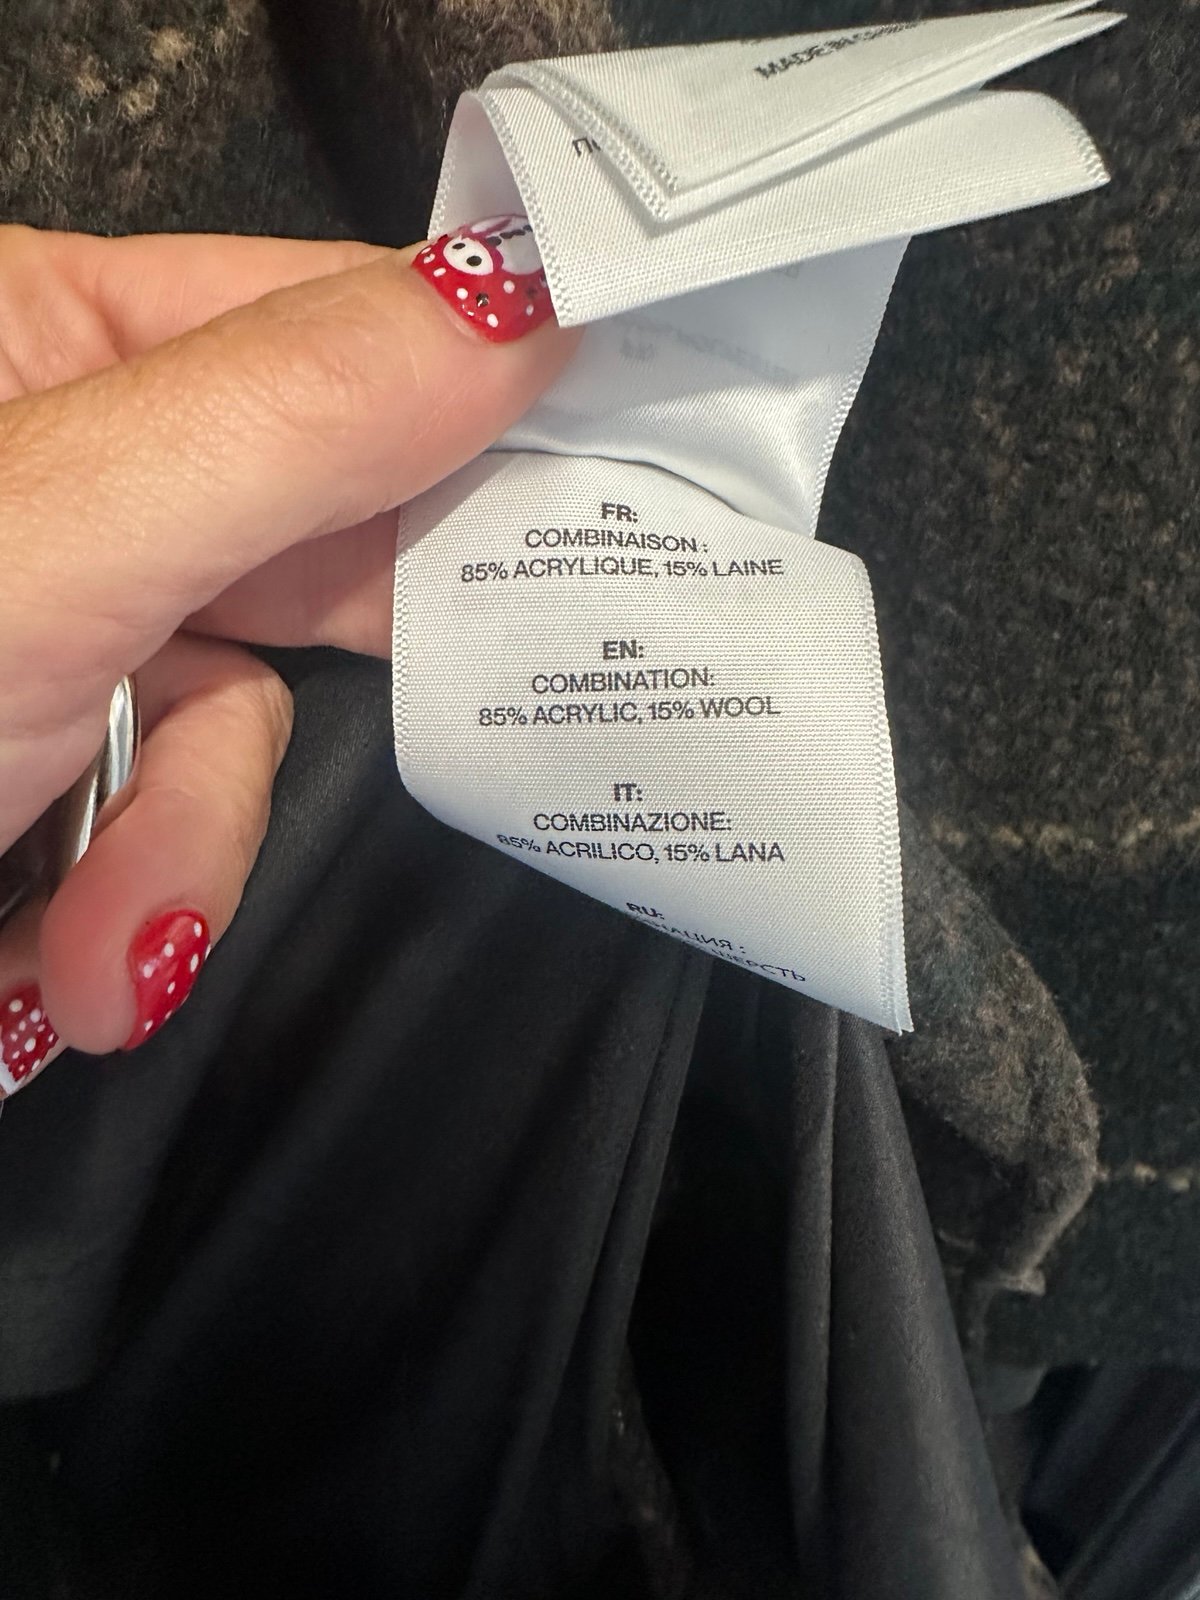 MADE IN
FR:
COMBINAISON:
85% ACRYLIQUE, 15% LAINE
EN:
COMBINATION:
85% ACRYLIC, 15% WOOL
IT:
COMBINAZIONE:
85% ACRILICO, 15% LANA
RU:
ШЕРСТЬ